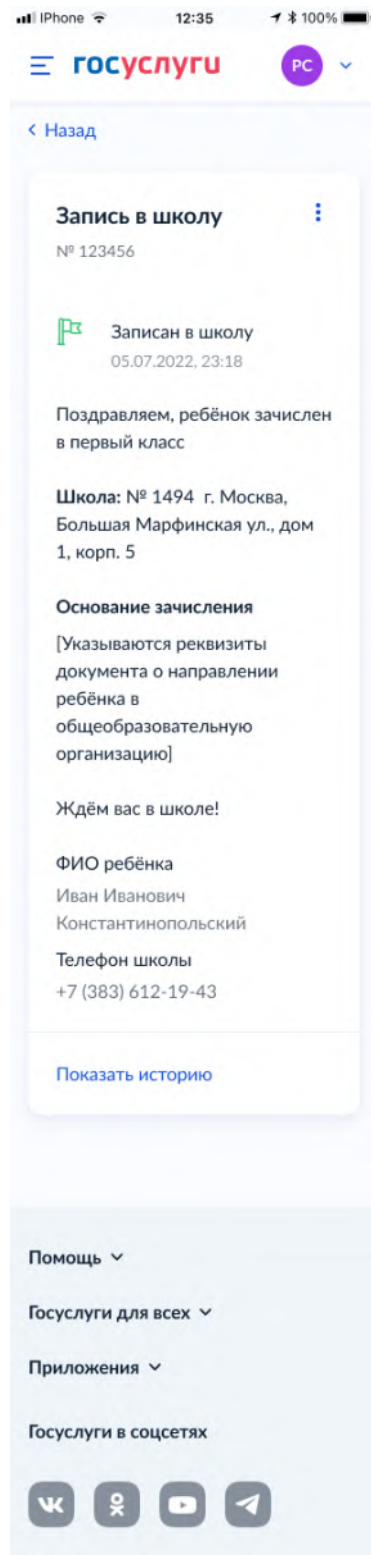 IPhone 12:35 100%
госуслуги РС
Назад
Запись в школу
№ 123456
Записан в школу
05.07.2022, 23:18
Поздравляем, ребёнок зачислен
в первый класс
Школа: № 1494 г. Москва,
Большая Марфинская ул., дом
1, корп. 5
Основание зачисления
[Указываются реквизиты
документа о направлении
ребёнка в
общеобразовательную
организацию]
Ждём вас в школе!
ФИО ребёнка
Иван Иванович
Константинопольский
Телефон школы
+7 (383) 612-19-43
Показать историю
Помощь
Госуслуги для всех
Приложения
Госуслуги в соцсетях